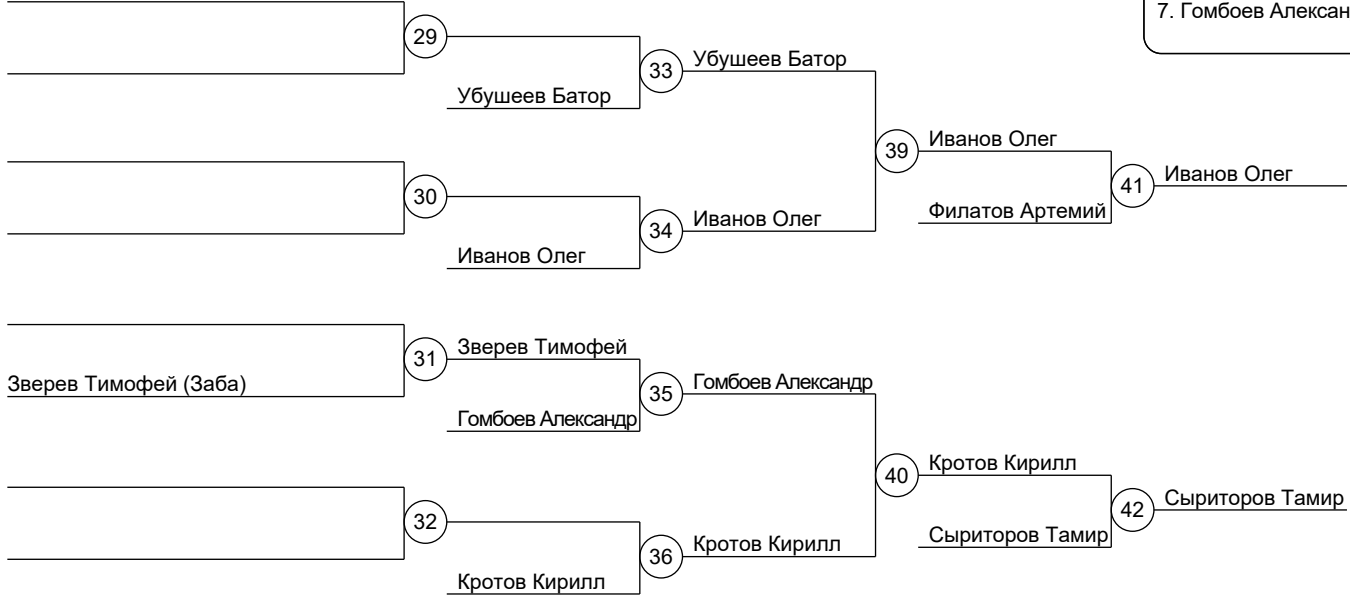 7. Гомбоев Алексан
29
Убушеев Батор
33
Убушеев Батор
39
Иванов Олег
41
Иванов Олег
30
Филатов Артемий
Иванов Олег
34
Иванов Олег
31
Зверев Тимофей
Зверев Тимофей (Заба)
35
Гомбоев Александр
Гомбоев Александр
40
Кротов Кирилл
42
Сыриторов Тамир
32
Сыриторов Тамир
36
Кротов Кирилл
Кротов Кирилл